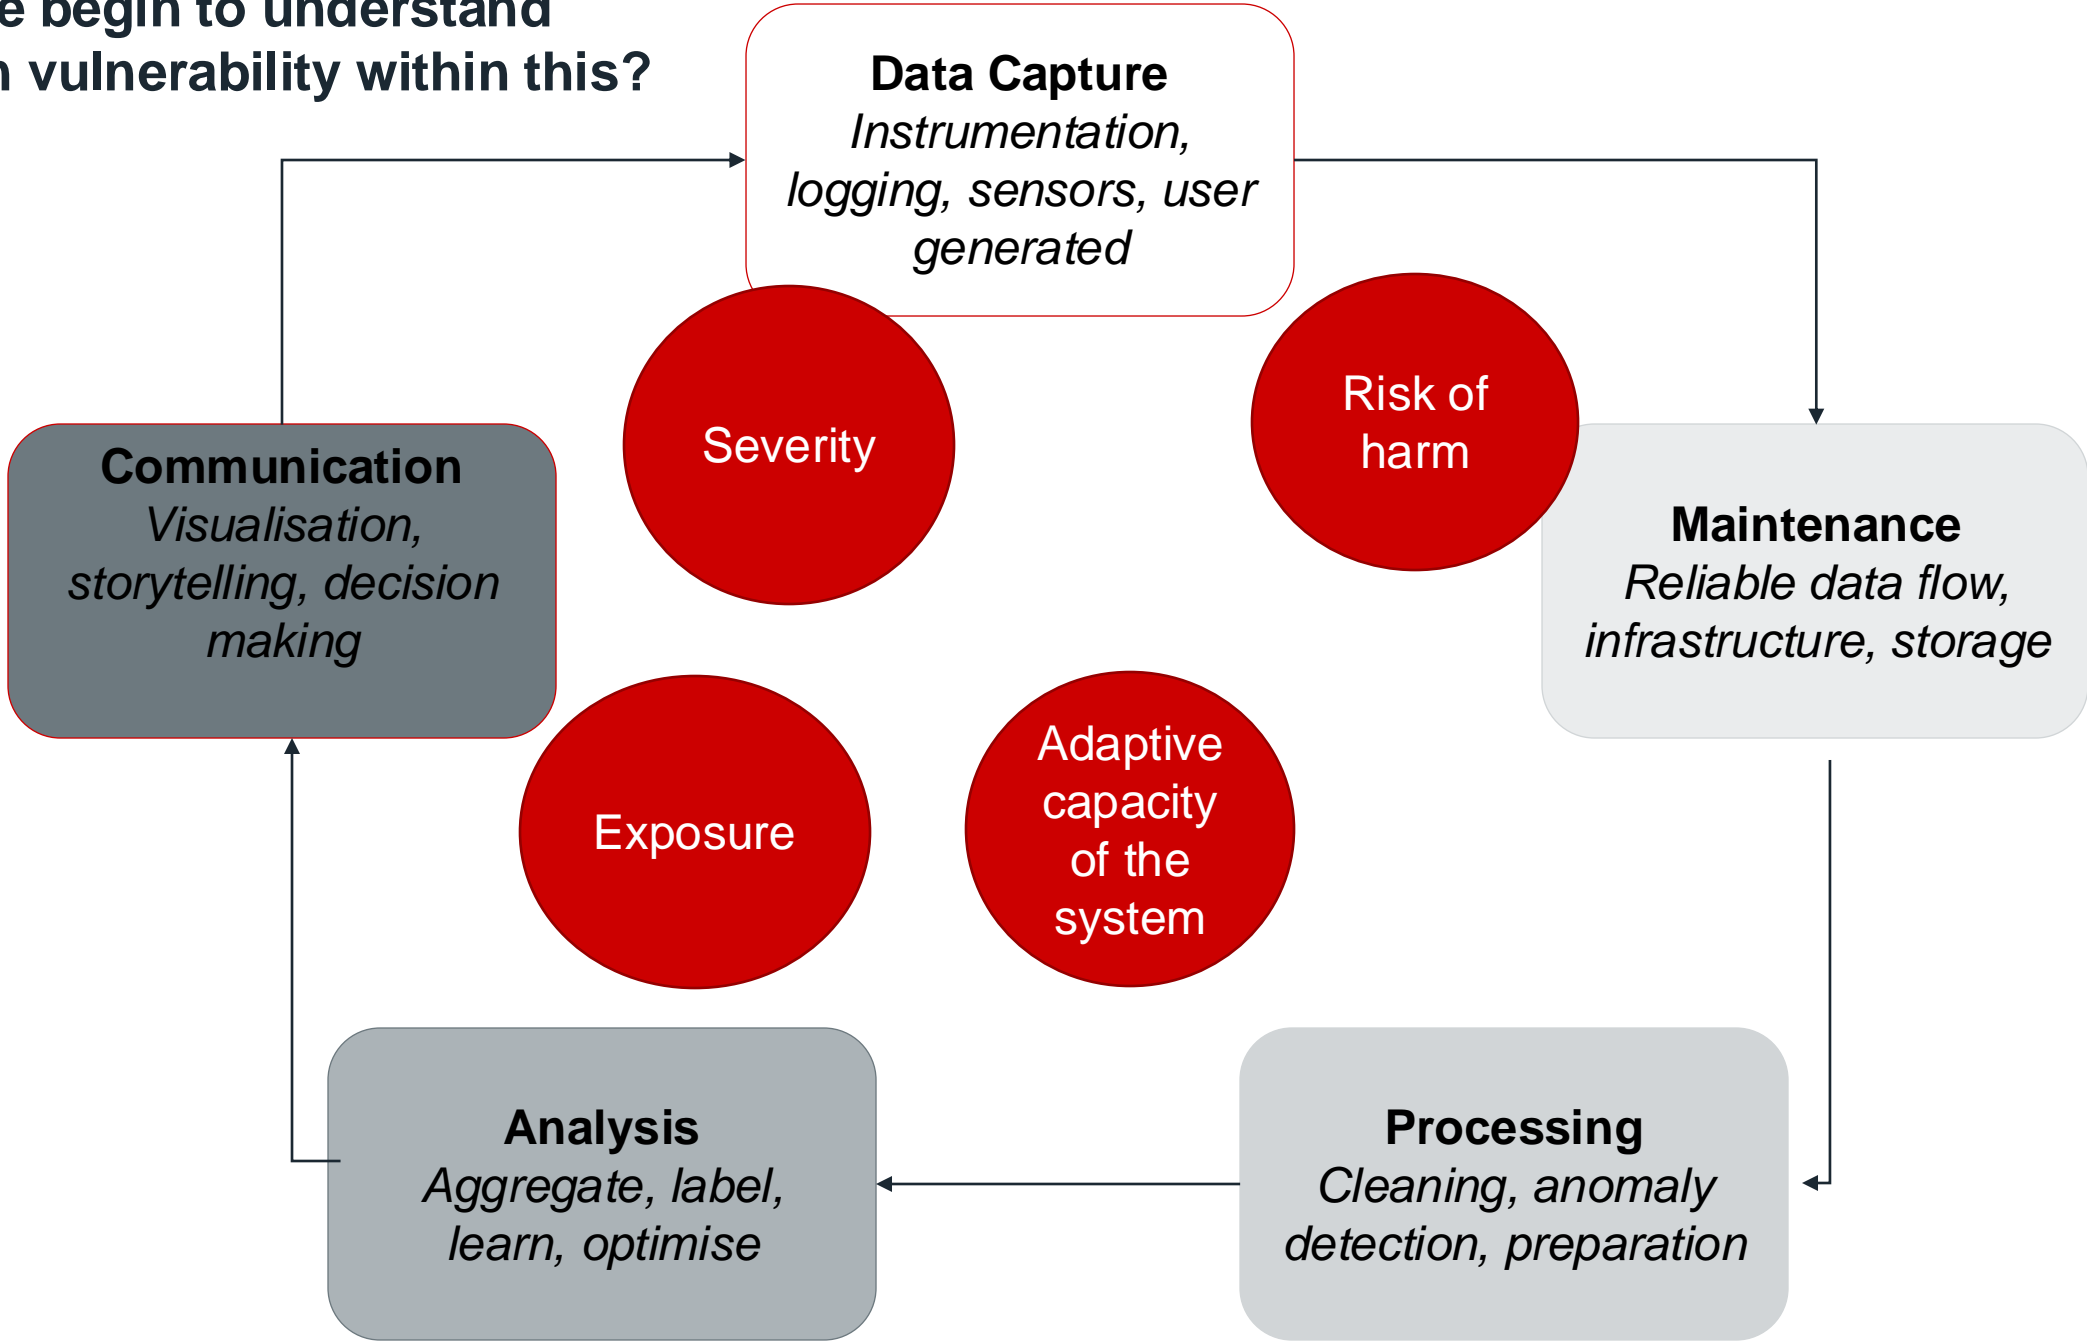 begin to understand
vulnerability within this?
Data Capture
Instrumentation,
logging, sensors, user
generated
Severity
Risk of
harm
Communication
Visualisation,
storytelling, decision
making
Maintenance
Reliable data flow,
infrastructure, storage
Exposure
Adaptive
capacity
of the
system
Analysis
Aggregate, label,
learn, optimise
Processing
Cleaning, anomaly
detection, preparation